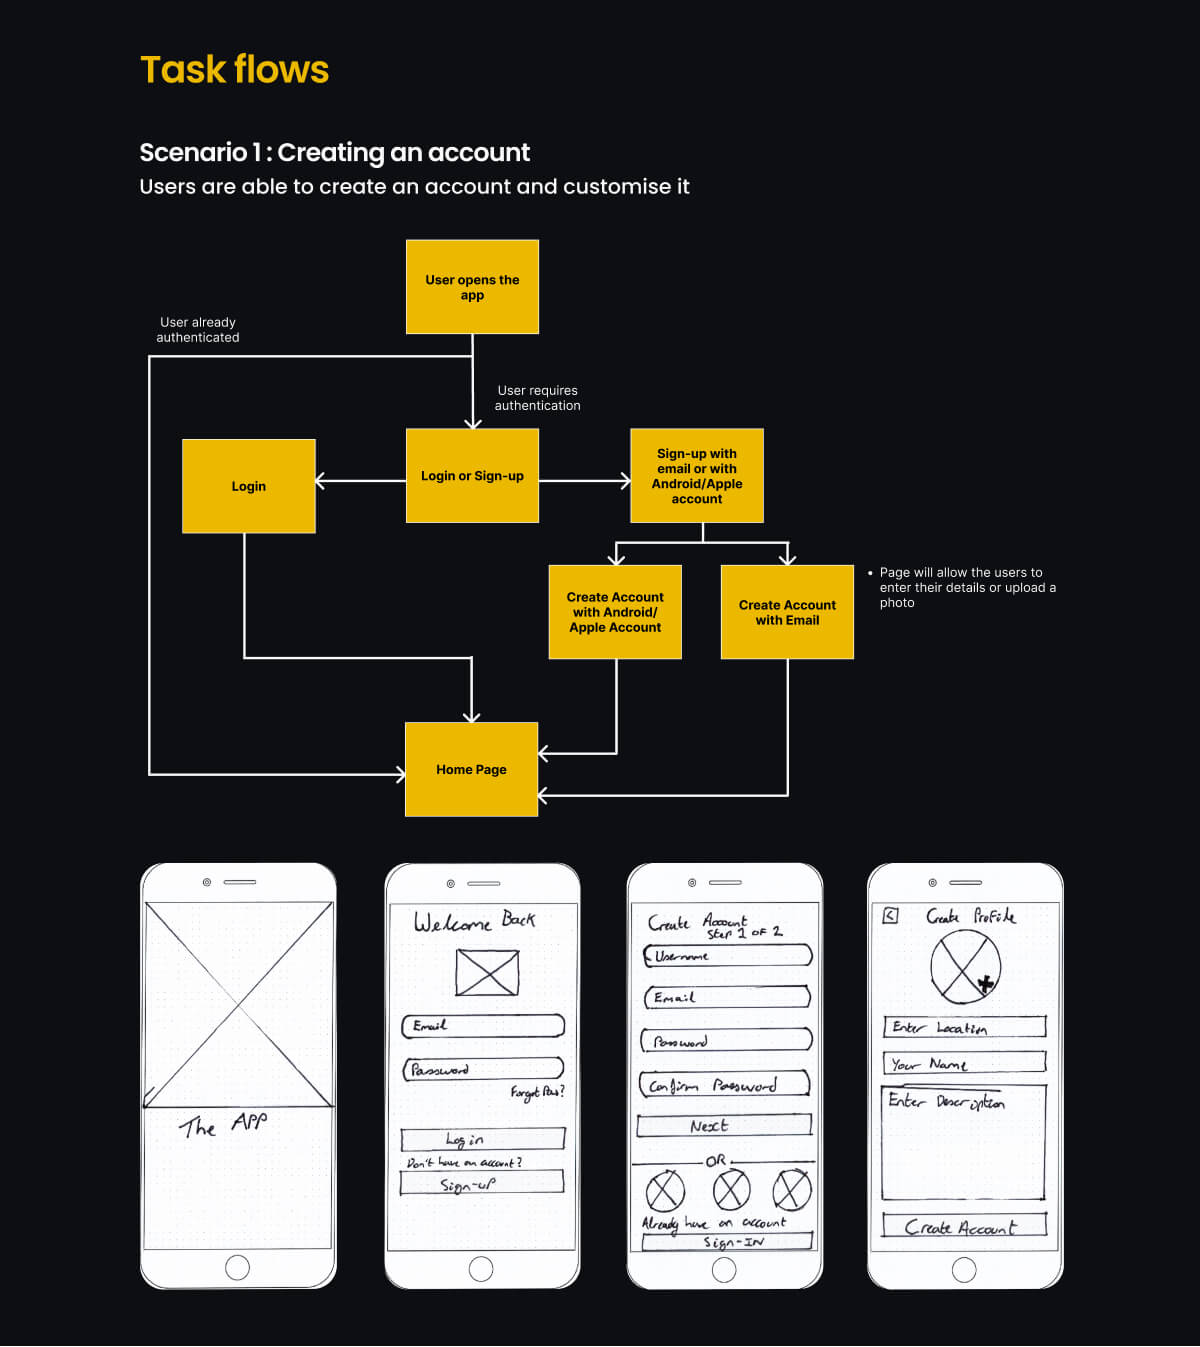 Task flows
Scenario 1 : Creating an account
Users are able to create an account and customise it
User opens the
app
User already
authenticated
User requires
authentication
Login
Login or Sign-up
Sign-up with
email or with
Android/Apple
account
Create Account
with Android/
Apple Account
Create Account
with Email
• Page will allow the users to
enter their details or upload a
photo
Home Page
The APP
Welcome Back
Email
Password
Forgot Pas?
Log in
Don't have an account?
Sign-up
Create Account
Step 1 of 2
Username
Email
Password
Confirm Password
Next
OR
Already have an account
Sign-IN
<
Create Profile
Enter Location
Your Name
Enter Description
Create Account